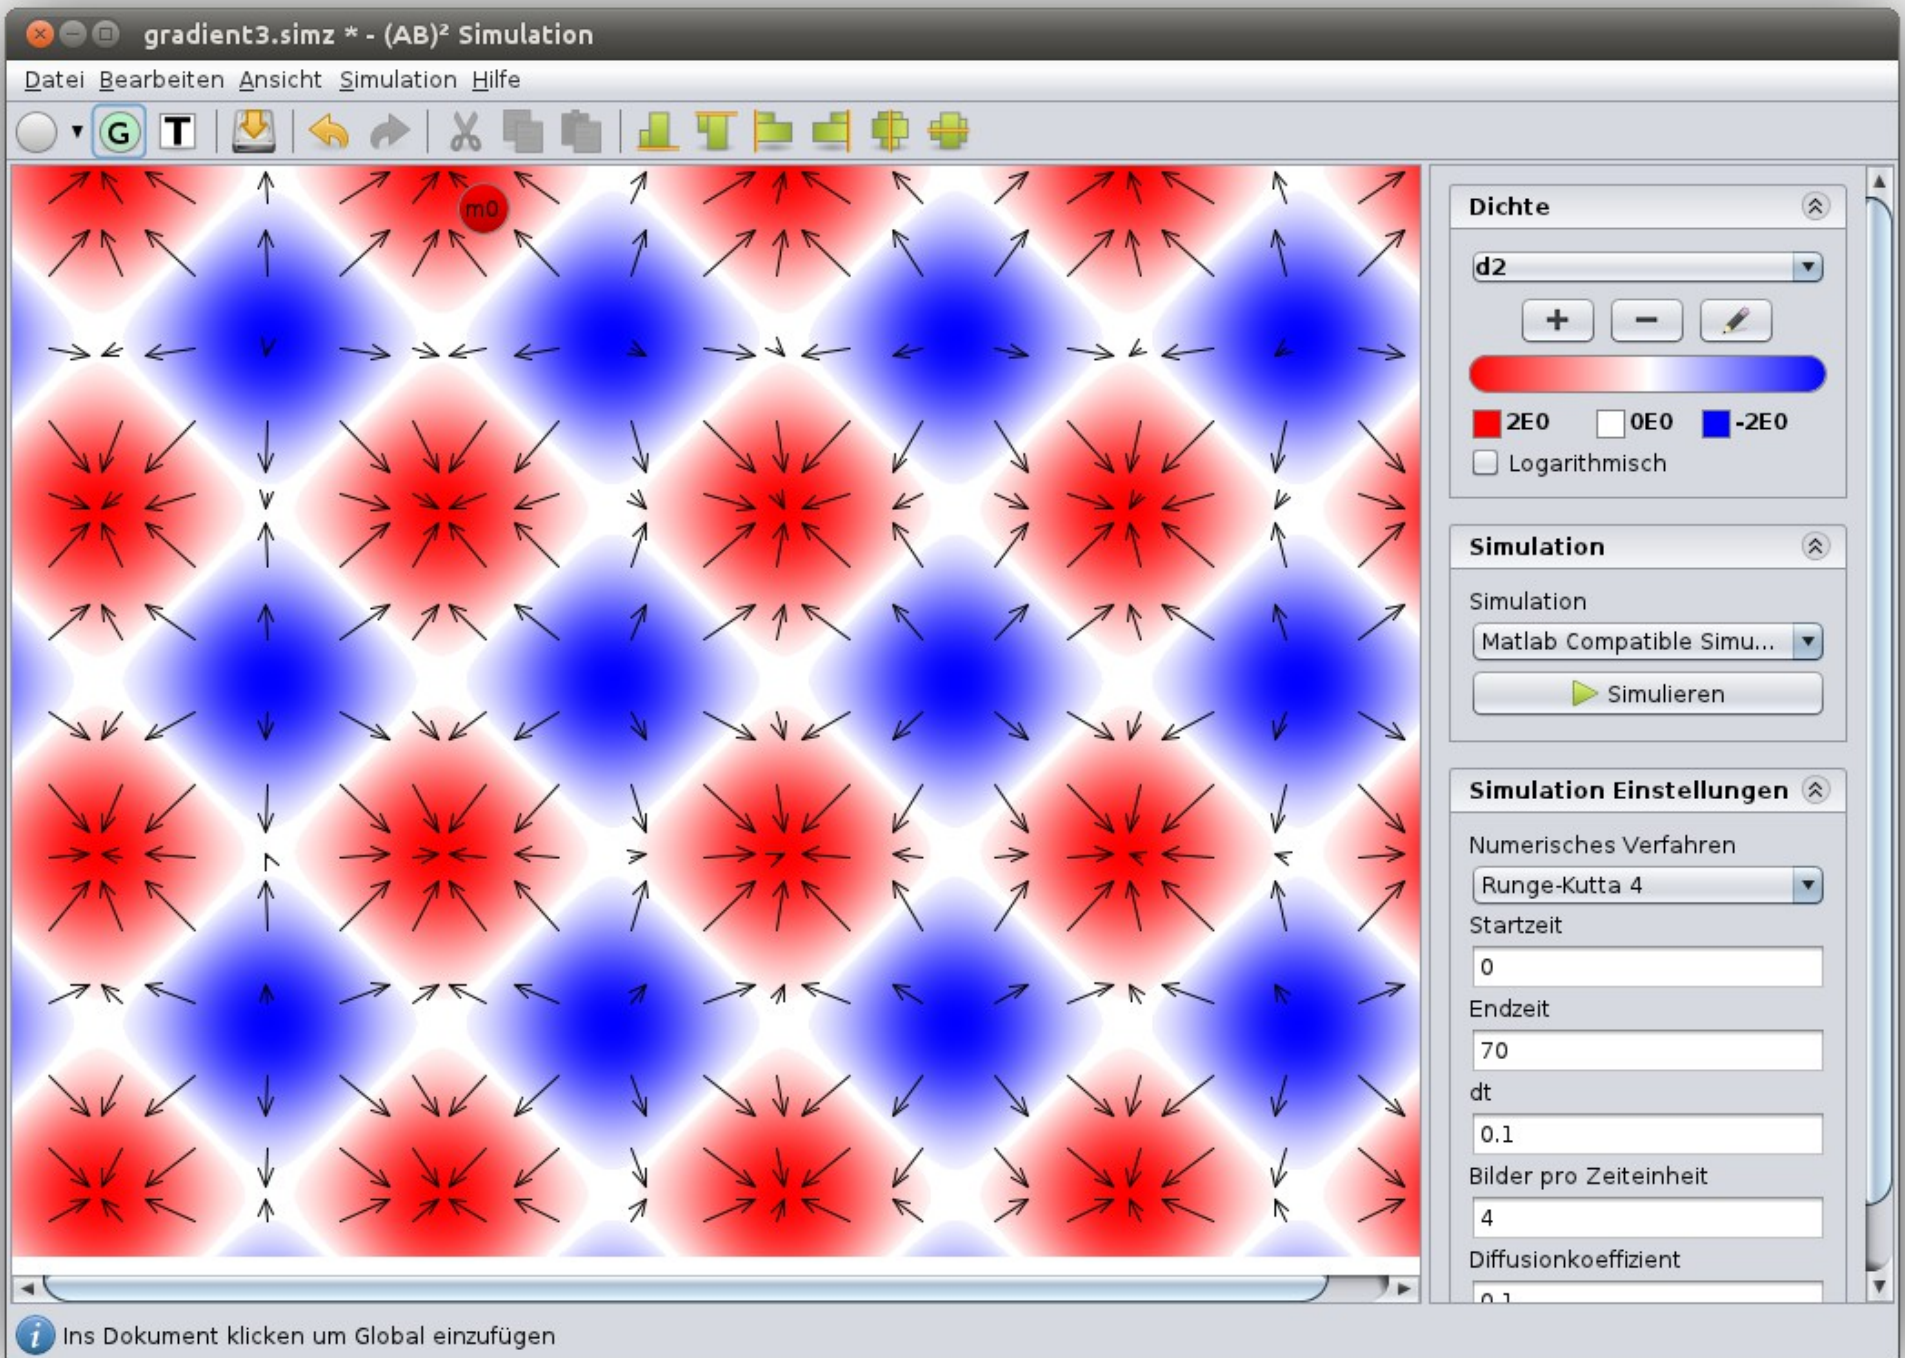 gradient3.simz * - (AB)² Simulation
Datei Bearbeiten Ansicht Simulation Hilfe
G T
m0
Dichte
d2
+ -
2E0 0E0 -2E0
Logarithmisch
Simulation
Simulation
Matlab Compatible Simu...
Simulieren
Simulation Einstellungen
Numerisches Verfahren
Runge-Kutta 4
Startzeit
0
Endzeit
70
dt
0.1
Bilder pro Zeiteinheit
4
Diffusionkoeffizient
0.1
i Ins Dokument klicken um Global einzufügen